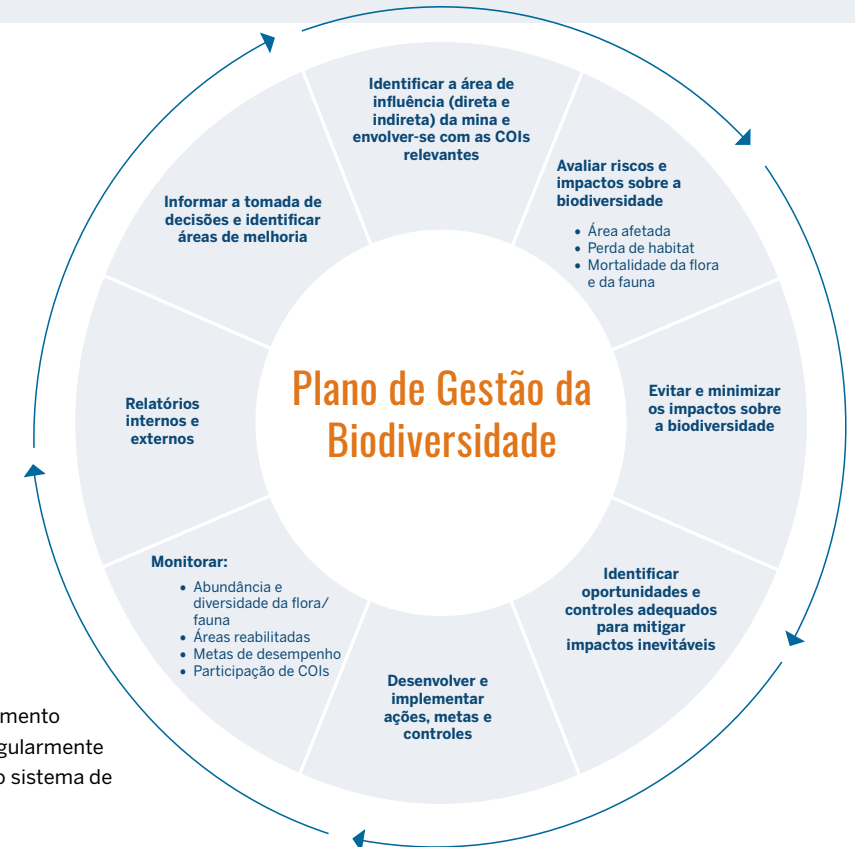 Identificar a área de
influência (direta e
indireta) da mina e
envolver-se com as COIs
relevantes
Avaliar riscos e
impactos sobre a
biodiversidade
• Área afetada
• Perda de habitat
• Mortalidade da flora
e da fauna
Evitar e minimizar
os impactos sobre
a biodiversidade
Identificar
oportunidades e
controles adequados
para mitigar
impactos inevitáveis
Desenvolver e
implementar
ações, metas e
controles
Monitorar:
• Abundância e
diversidade da flora/
fauna
• Áreas reabilitadas
• Metas de desempenho
• Participação de COIs
Relatórios
internos e
externos
Informar a tomada de
decisões e identificar
áreas de melhoria
Plano de Gestão da
Biodiversidade
sistema de